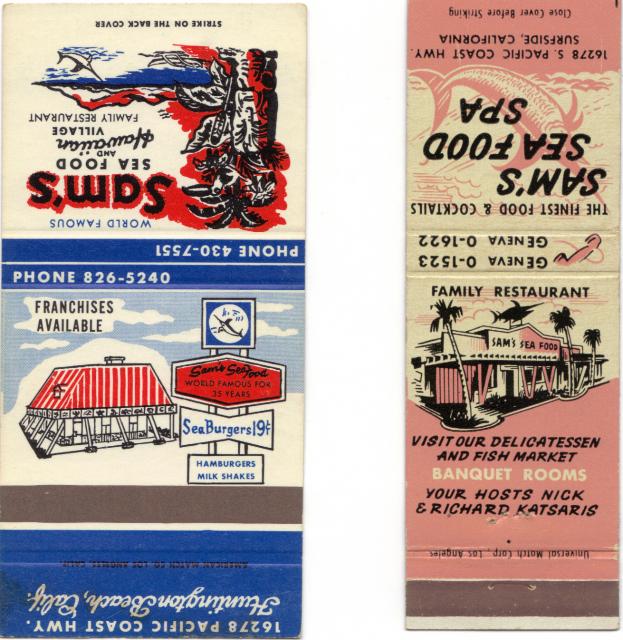 STRIKE ON THE BACK COVER
WORLD FAMOUS
Sam's
SEA FOOD
AND
Hawaiian
VILLAGE
FAMILY RESTAURANT
PHONE 430-7551
PHONE 826-5240
FRANCHISES
AVAILABLE
Sam's Sea Food
WORLD FAMOUS FOR
35 YEARS
SeaBurgers 19¢
HAMBURGERS
MILK SHAKES
AMERICAN MATCH CO. LOS ANGELES, CALIF.
16278 PACIFIC COAST HWY.
Huntington Beach, Calif.
Close Cover Before Striking
THE FINEST FOOD & COCKTAILS
SAM'S
SEA FOOD
SPA
16278 S. PACIFIC COAST HWY.
SURFSIDE, CALIFORNIA
GENEVA 0-1523
GENEVA 0-1622
FAMILY RESTAURANT
SAM'S SEA FOOD
VISIT OUR DELICATESSEN
AND FISH MARKET
BANQUET ROOMS
YOUR HOSTS NICK
& RICHARD KATSARIS
Universal Match Corp., Los Angeles